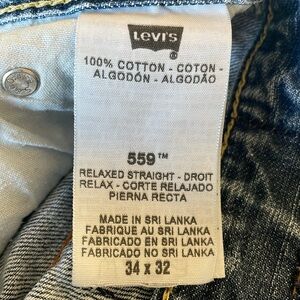 LEVI'S
100% COTTON - COTON -
ALGODÓN - ALGODÃO
559™
RELAXED STRAIGHT - DROIT
RELAX - CORTE RELAJADO
PIERNA RECTA
MADE IN SRI LANKA
FABRIQUE AU SRI LANKA
FABRICADO EN SRI LANKA
FABRICADO NO SRI LANKA
34 x 32